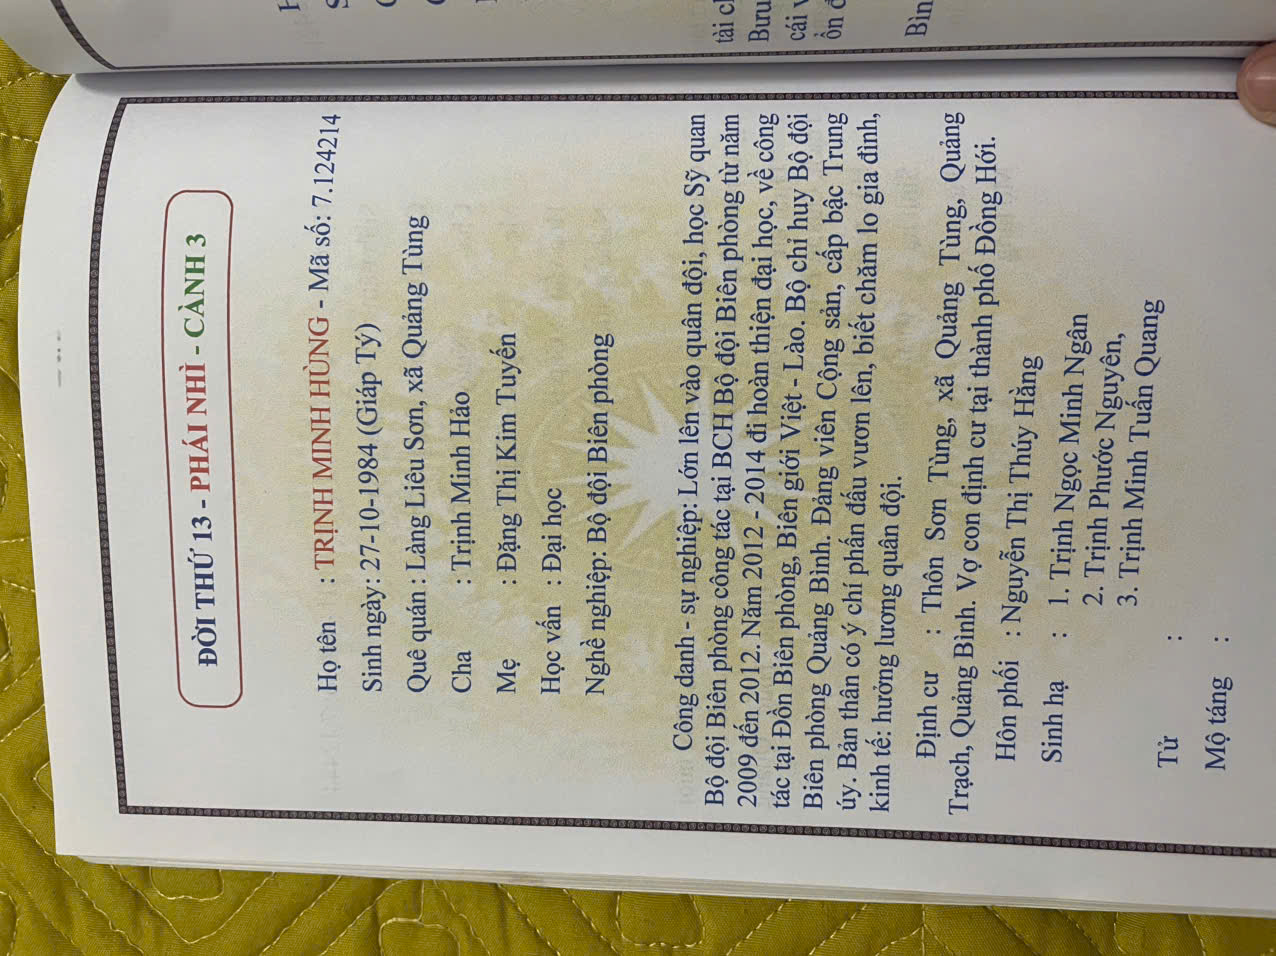 ĐỜI THỨ 13 - PHÁI NHÌ - CÀNH 3
Họ tên : TRỊNH MINH HÙNG - Mã số: 7.124214
Sinh ngày: 27-10-1984 (Giáp Tý)
Quê quán : Làng Liêu Sơn, xã Quảng Tùng
Cha : Trịnh Minh Hảo
Mẹ : Đặng Thị Kim Tuyến
Học vấn : Đại học
Nghề nghiệp: Bộ đội Biên phòng
Công danh - sự nghiệp: Lớn lên vào quân đội, học Sỹ quan
Bộ đội Biên phòng công tác tại BCH Bộ đội Biên phòng từ năm
2009 đến 2012. Năm 2012 - 2014 đi hoàn thiện đại học, về công
tác tại Đồn Biên phòng, Biên giới Việt - Lào. Bộ chỉ huy Bộ đội
Biên phòng Quảng Bình. Đảng viên Cộng sản, cấp bậc Trung
úy. Bản thân có ý chí phấn đấu vươn lên, biết chăm lo gia đình,
kinh tế: hưởng lương quân đội.
Định cư : Thôn Sơn Tùng, xã Quảng Tùng, Quảng
Trạch, Quảng Bình. Vợ con định cư tại thành phố Đồng Hới.
Hôn phối : Nguyễn Thị Thúy Hằng
Sinh hạ : 1. Trịnh Ngọc Minh Ngân
2. Trịnh Phước Nguyên,
3. Trịnh Minh Tuấn Quang
Tử :
Mộ táng :
tài
Bưu
cái
ổn